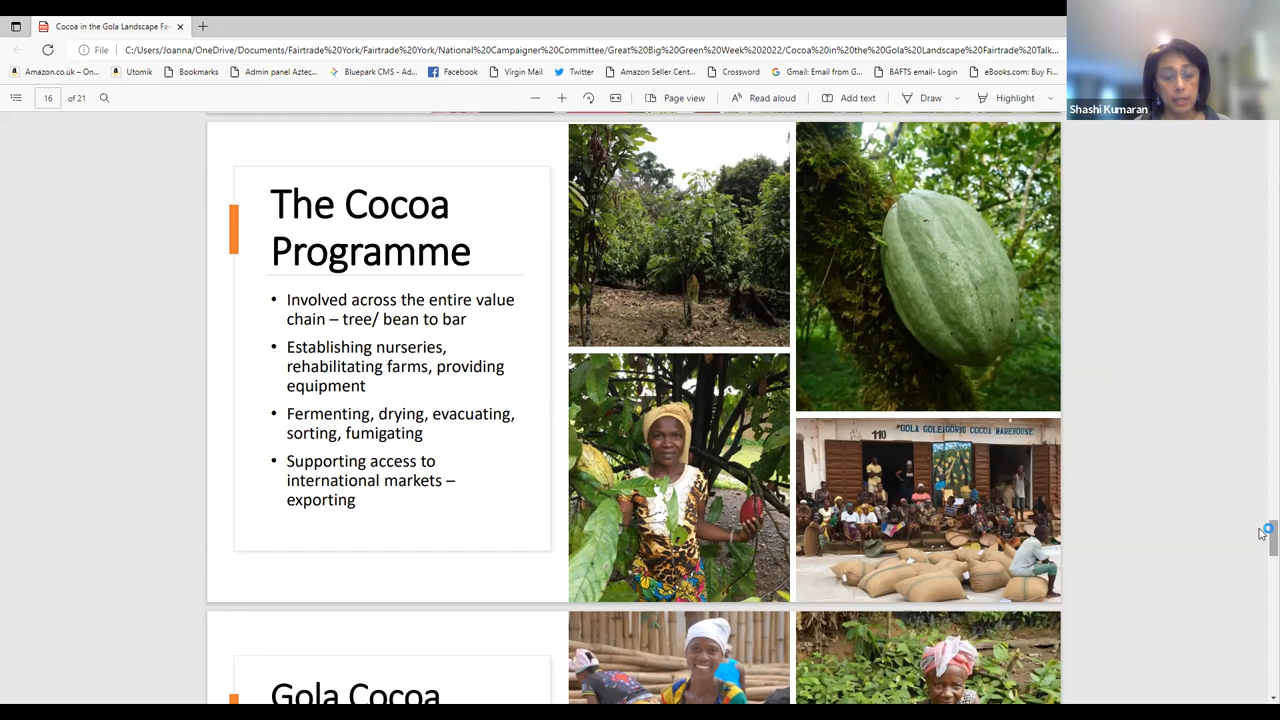 Cocoa in the Gola Landscape Fai
File
C:/Users/Joanna/OneDrive/Documents/Fairtrade%20York/Fairtrade%20York/National%20Campaigner%20Committee/Great%20Big%20Green%20Week%202022/Cocoa%20in%20the%20Gola%20Landscape%20Fairtrade%20Talk...
Amazon.co.uk – On...
Utomik
Bookmarks
Admin panel Aztec...
Bluepark CMS - Ad...
Facebook
Virgin Mail
Twitter
Amazon Seller Cent...
Crossword
Gmail: Email from G...
BAFTS email- Login
eBooks.com: Buy Fi...
16 of 21
Page view
Read aloud
Add text
Draw
Highlight
Shashi Kumaran
The Cocoa
Programme
• Involved across the entire value
chain – tree/ bean to bar
• Establishing nurseries,
rehabilitating farms, providing
equipment
• Fermenting, drying, evacuating,
sorting, fumigating
• Supporting access to
international markets –
exporting
110
COCOA WAREHOUSE
Gola Cocoa